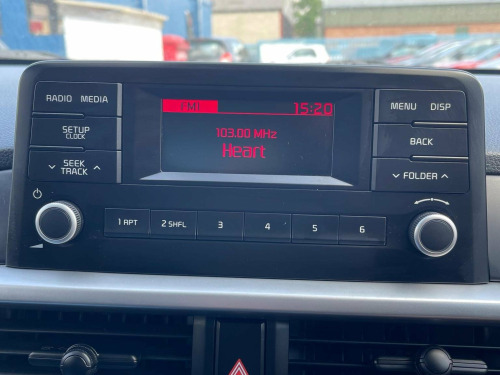 RADIO MEDIA
SETUP
CLOCK
SEEK
TRACK
FM1 15:20
103.00 MHz
Heart
MENU DISP
BACK
FOLDER
1 RPT 2 SHFL 3 4 5 6